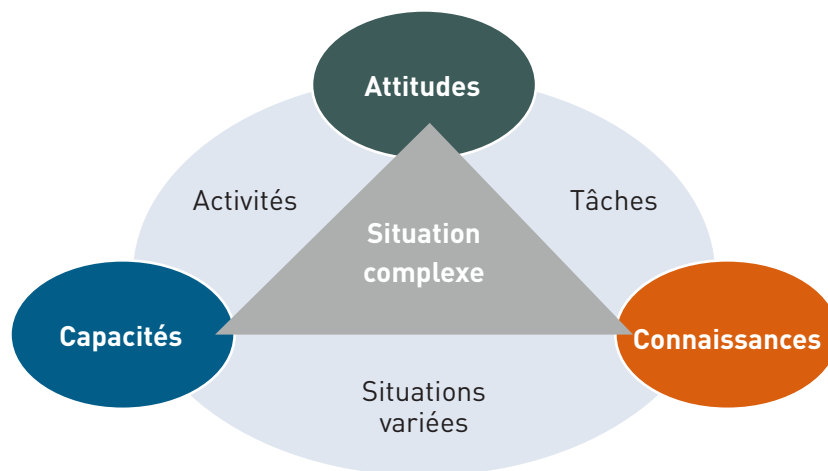 Attitudes
Activités
Tâches
Situation
complexe
Capacités
Connaissances
Situations
variées